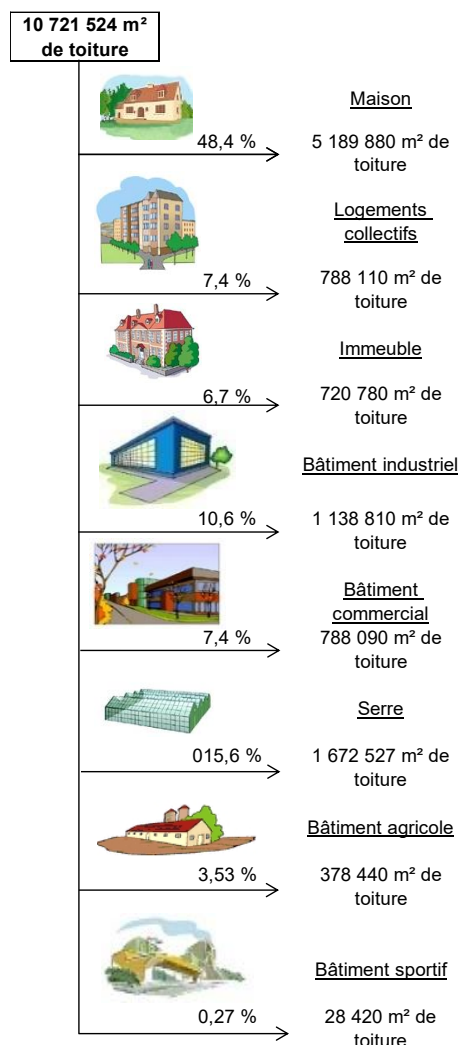 10 721 524 m²
de toiture
Maison
48,4 %
5 189 880 m² de
toiture
Logements
collectifs
7,4 %
788 110 m² de
toiture
Immeuble
6,7 %
720 780 m² de
toiture
Bâtiment industriel
10,6 %
1 138 810 m² de
toiture
Bâtiment
commercial
7,4 %
788 090 m² de
toiture
Serre
015,6 %
1 672 527 m² de
toiture
Bâtiment agricole
3,53 %
378 440 m² de
toiture
Bâtiment sportif
0,27 %
28 420 m² de
toiture